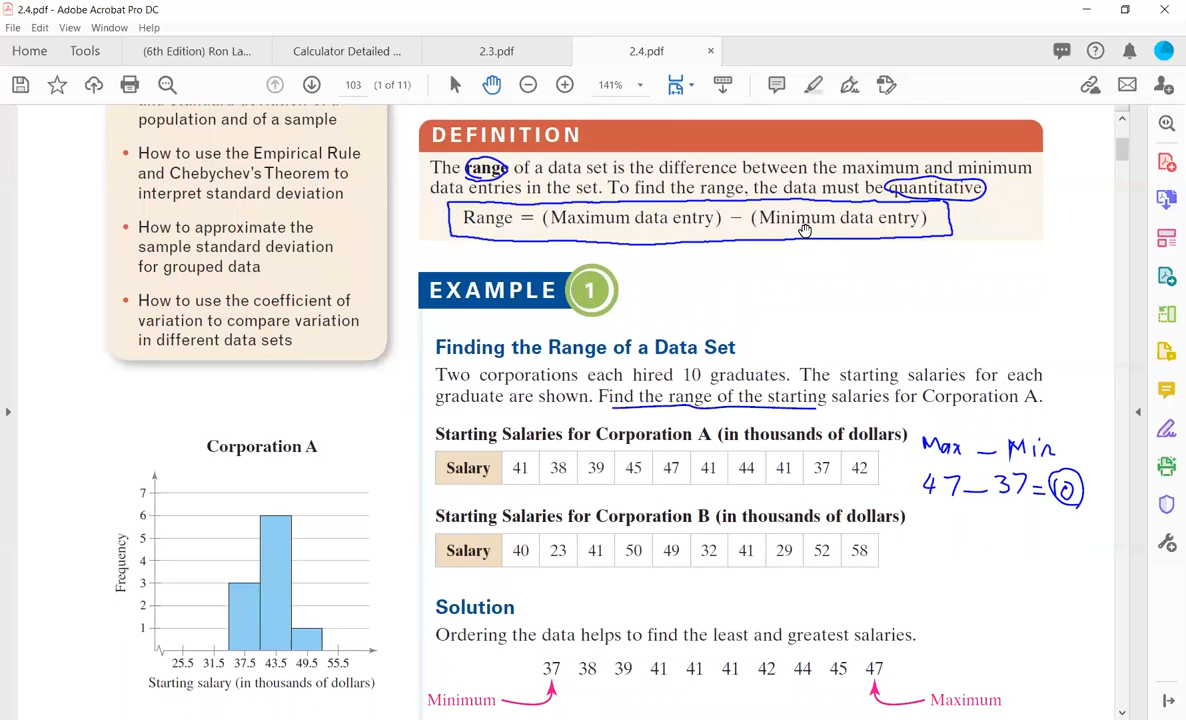 2.4.pdf - Adobe Acrobat Pro DC
File Edit View Window Help
Home Tools (6th Edition) Ron La... Calculator Detailed ... 2.3.pdf 2.4.pdf ×
103 (1 of 11) 141%
and standard deviation of a
population and of a sample
• How to use the Empirical Rule
and Chebychev's Theorem to
interpret standard deviation
• How to approximate the
sample standard deviation
for grouped data
• How to use the coefficient of
variation to compare variation
in different data sets
DEFINITION
The range of a data set is the difference between the maximum and minimum
data entries in the set. To find the range, the data must be quantitative
Range = (Maximum data entry) − (Minimum data entry)
EXAMPLE 1
Finding the Range of a Data Set
Two corporations each hired 10 graduates. The starting salaries for each
graduate are shown. Find the range of the starting salaries for Corporation A.
Starting Salaries for Corporation A (in thousands of dollars)
Salary 41 38 39 45 47 41 44 41 37 42
Max − Min
47 − 37 = 10
Starting Salaries for Corporation B (in thousands of dollars)
Salary 40 23 41 50 49 32 41 29 52 58
Solution
Ordering the data helps to find the least and greatest salaries.
37 38 39 41 41 41 42 44 45 47
Minimum Maximum
Corporation A
Frequency
7
6
5
4
3
2
1
25.5 31.5 37.5 43.5 49.5 55.5
Starting salary (in thousands of dollars)